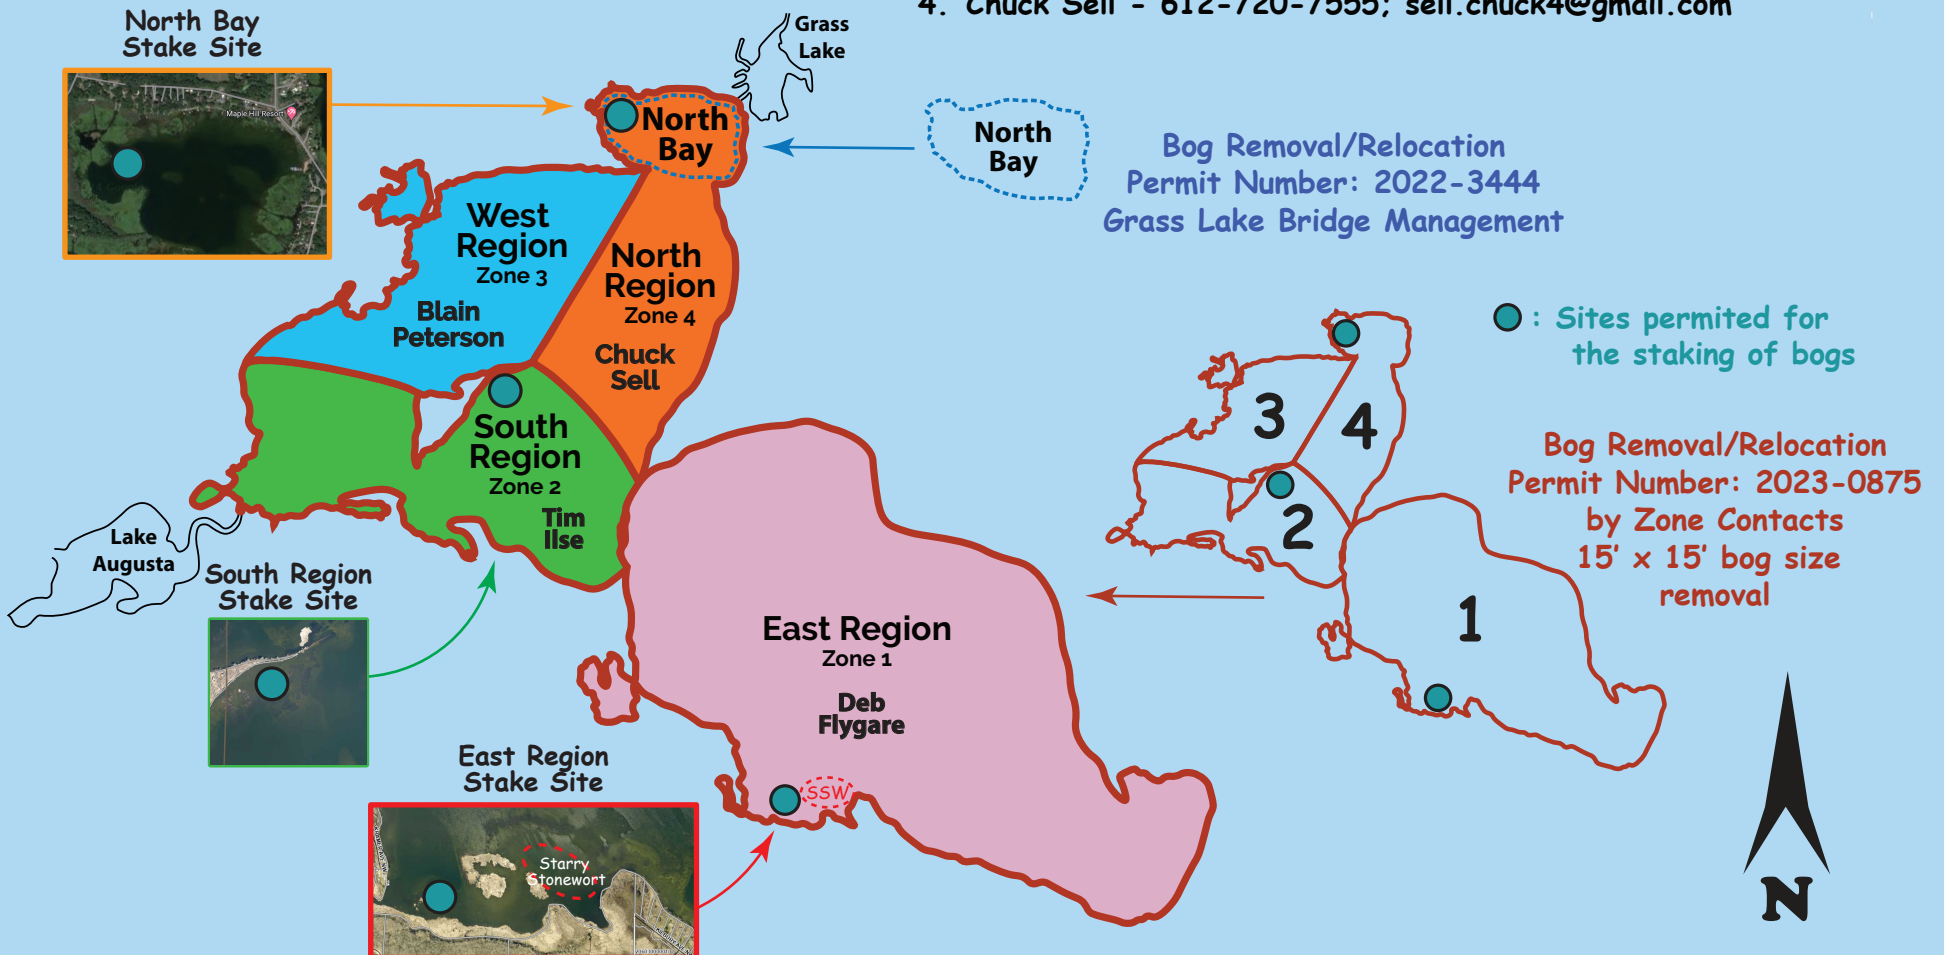 4. Chuck Sell - 612-720-7555; sell.chuck4@gmail.com
North Bay
Stake Site
Maple Hill Resort
Grass
Lake
North
Bay
North
Bay
Bog Removal/Relocation
Permit Number: 2022-3444
Grass Lake Bridge Management
West
Region
Zone 3
Blain
Peterson
North
Region
Zone 4
Chuck
Sell
: Sites permited for
the staking of bogs
South
Region
Zone 2
Tim
Ilse
3
4
2
1
Bog Removal/Relocation
Permit Number: 2023-0875
by Zone Contacts
15' x 15' bog size
removal
Lake
Augusta
South Region
Stake Site
East Region
Zone 1
Deb
Flygare
SSW
East Region
Stake Site
Starry
Stonewort
N